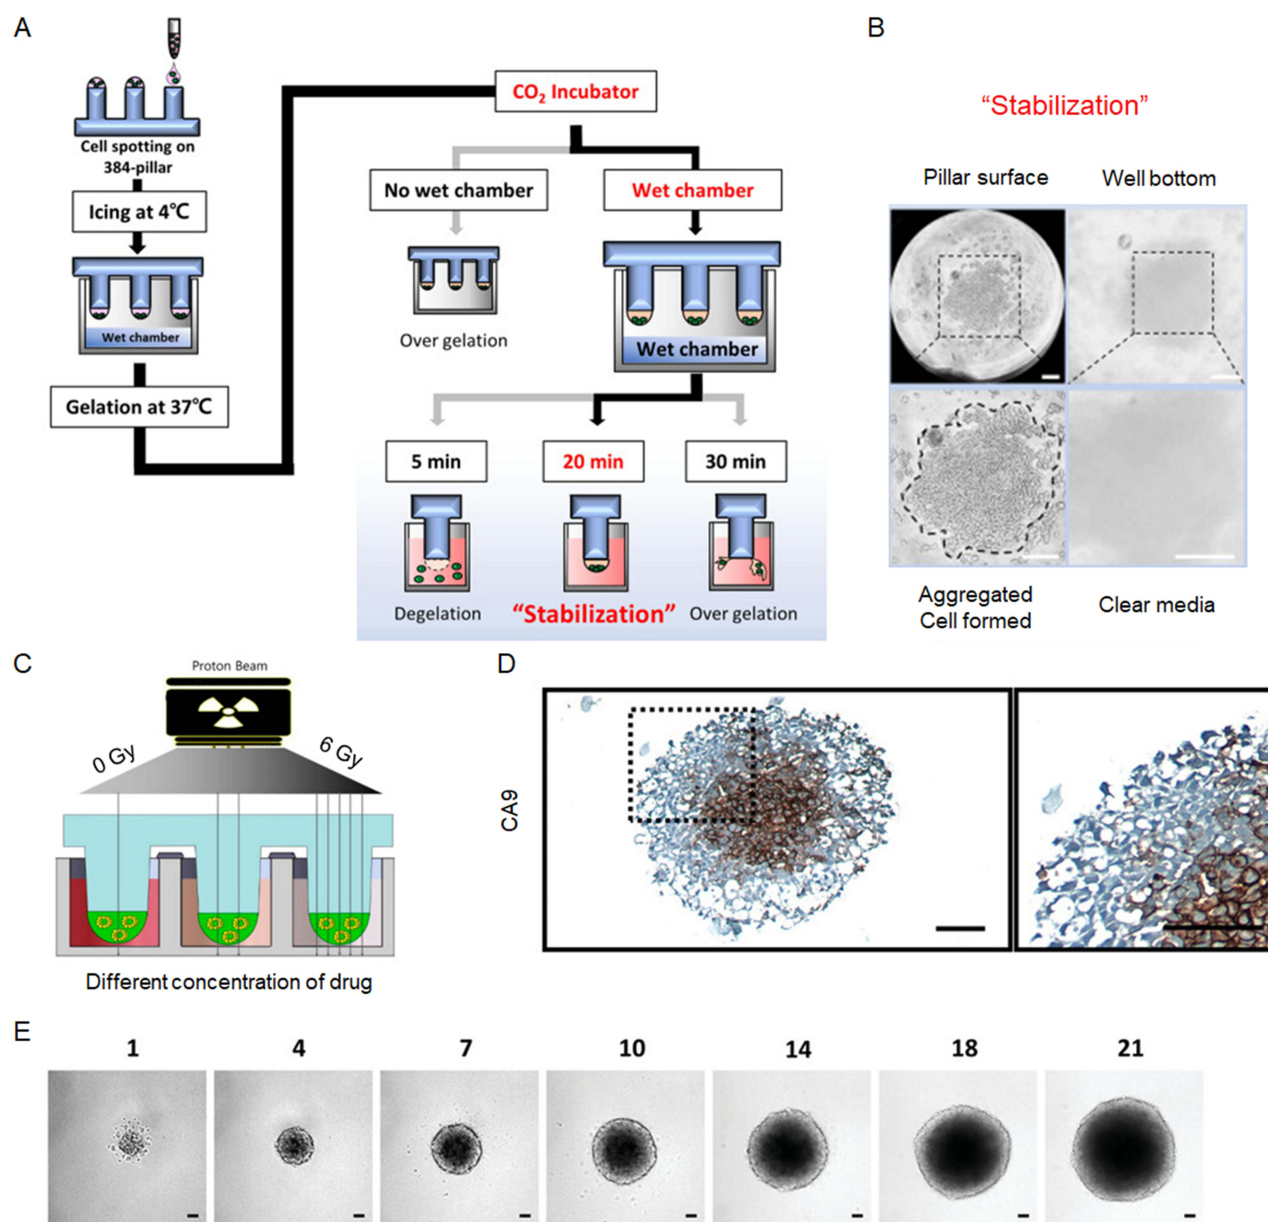 A
Cell spotting on
384-pillar
Icing at 4℃
Wet chamber
Gelation at 37℃
CO₂ Incubator
No wet chamber
Wet chamber
Over gelation
Wet chamber
5 min
20 min
30 min
Degelation
“Stabilization”
Over gelation
B
“Stabilization”
Pillar surface
Well bottom
Aggregated
Cell formed
Clear media
C
Proton Beam
0 Gy
6 Gy
Different concentration of drug
D
CA9
E
1
4
7
10
14
18
21